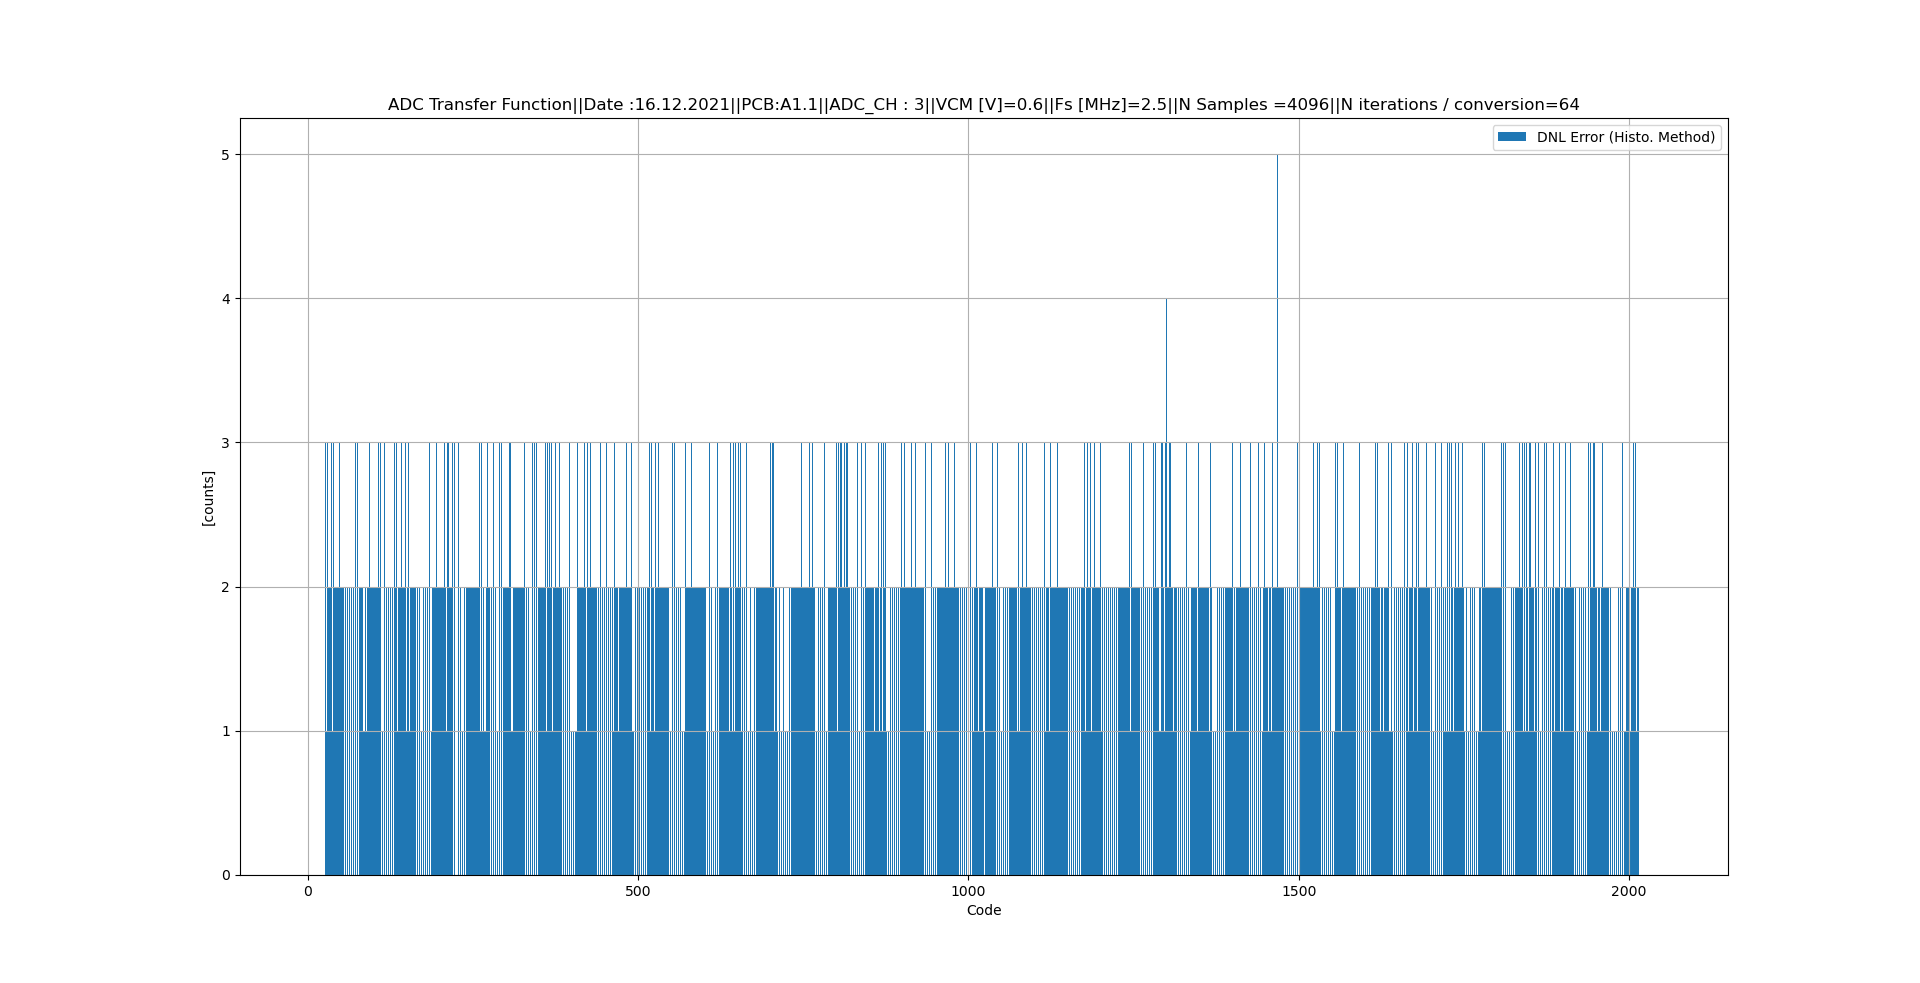 ADC Transfer Function||Date :16.12.2021||PCB:A1.1||ADC_CH : 3||VCM [V]=0.6||Fs [MHz]=2.5||N Samples =4096||N iterations / conversion=64
DNL Error (Histo. Method)
5
4
3
2
1
0
[counts]
0 500 1000 1500 2000
Code